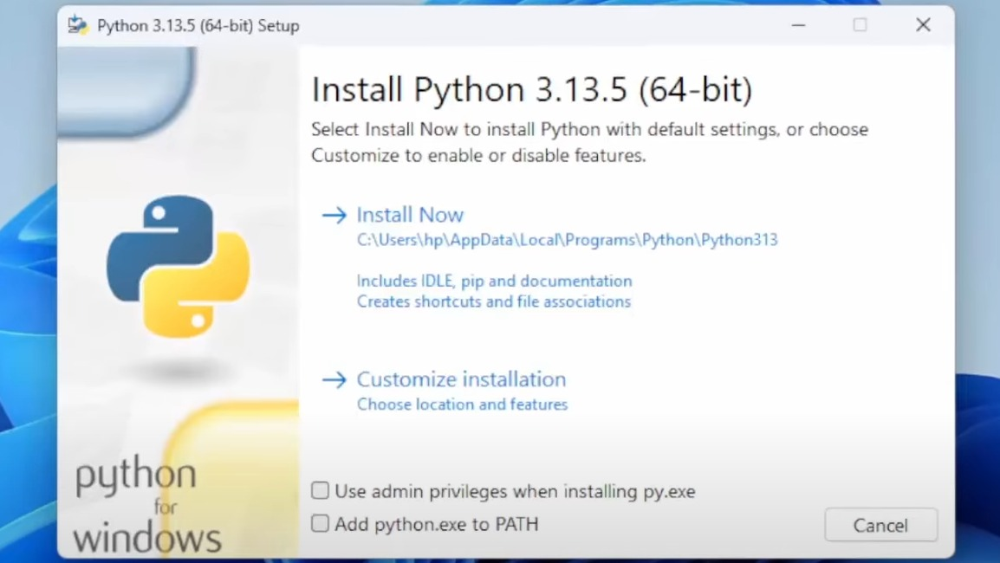 Python 3.13.5 (64-bit) Setup
Install Python 3.13.5 (64-bit)
Select Install Now to install Python with default settings, or choose
Customize to enable or disable features.
Install Now
C:\Users\hp\AppData\Local\Programs\Python\Python313
Includes IDLE, pip and documentation
Creates shortcuts and file associations
Customize installation
Choose location and features
python
for
windows
Use admin privileges when installing py.exe
Add python.exe to PATH
Cancel